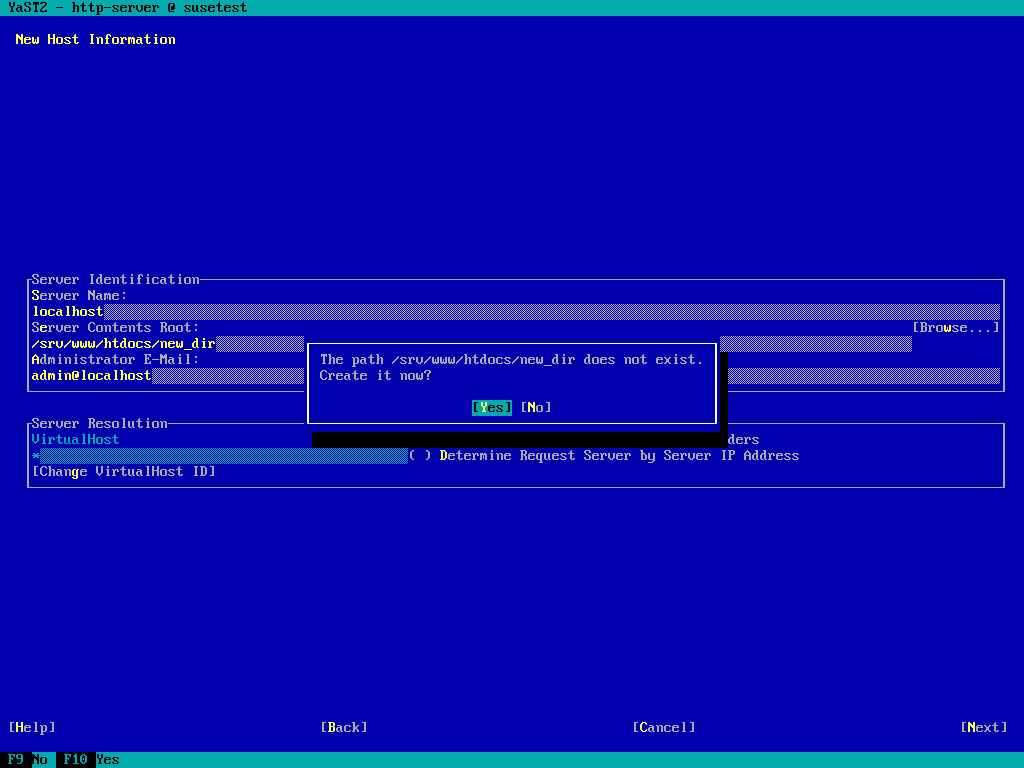 YaST2 - http-server @ susetest
New Host Information
Server Identification
Server Name:
localhost
Server Contents Root: [Browse...]
/srv/www/htdocs/new_dir
Administrator E-Mail:
admin@localhost
The path /srv/www/htdocs/new_dir does not exist.
Create it now?
[Yes] [No]
Server Resolution
VirtualHost ders
* ( ) Determine Request Server by Server IP Address
[Change VirtualHost ID]
[Help] [Back] [Cancel] [Next]
F9 No F10 Yes